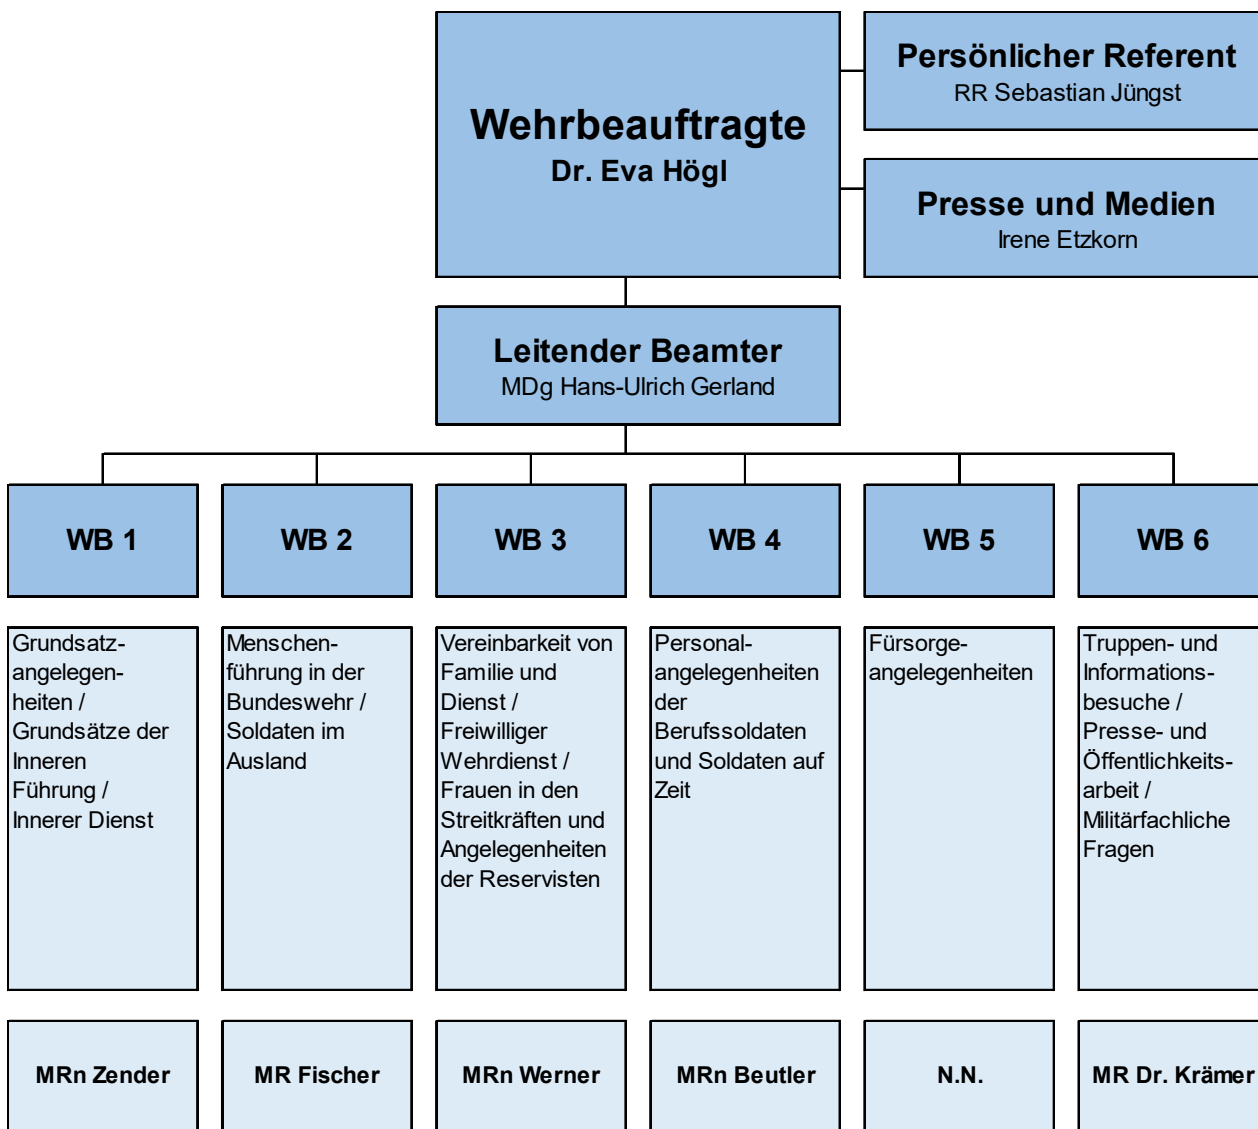 Wehrbeauftragte
Dr. Eva Högl
Persönlicher Referent
RR Sebastian Jüngst
Presse und Medien
Irene Etzkorn
Leitender Beamter
MDg Hans-Ulrich Gerland
WB 1
WB 2
WB 3
WB 4
WB 5
WB 6
Grundsatz-
angelegen-
heiten /
Grundsätze der
Inneren
Führung /
Innerer Dienst
Menschen-
führung in der
Bundeswehr /
Soldaten im
Ausland
Vereinbarkeit von
Familie und
Dienst /
Freiwilliger
Wehrdienst /
Frauen in den
Streitkräften und
Angelegenheiten
der Reservisten
Personal-
angelegenheiten
der
Berufssoldaten
und Soldaten auf
Zeit
Fürsorge-
angelegenheiten
Truppen- und
Informations-
besuche /
Presse- und
Öffentlichkeits-
arbeit /
Militärfachliche
Fragen
MRn Zender
MR Fischer
MRn Werner
MRn Beutler
N.N.
MR Dr. Krämer